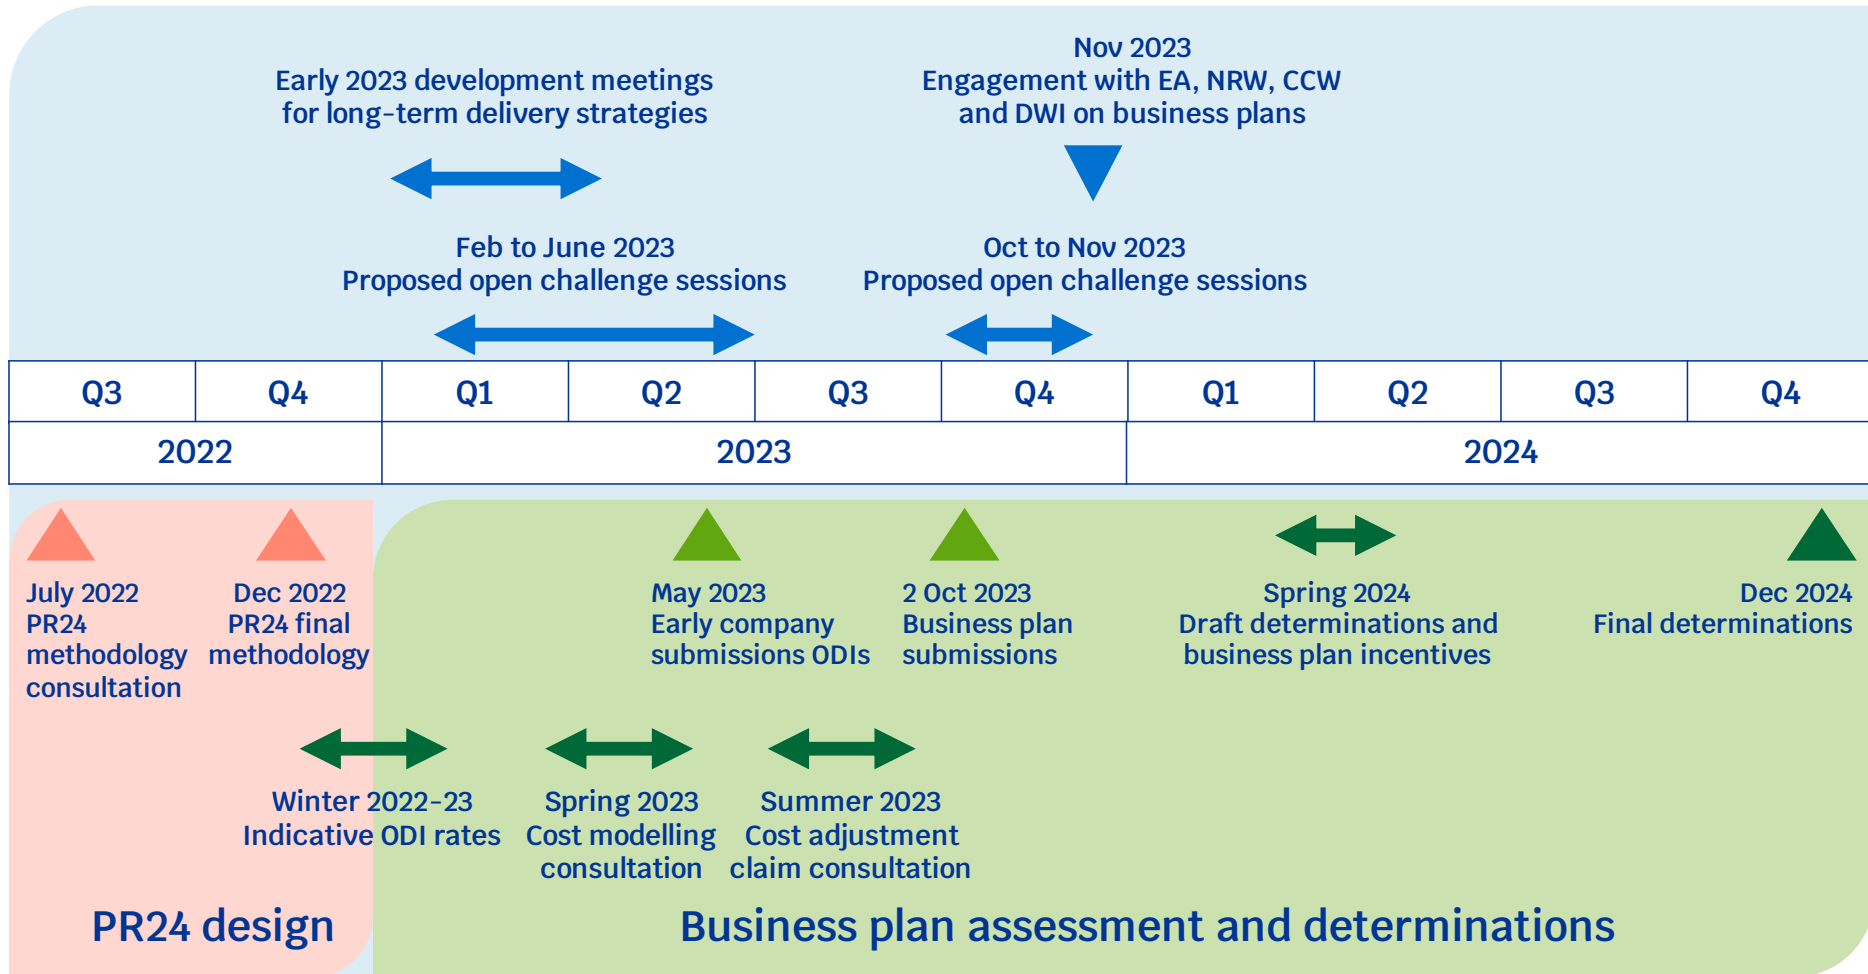 Early 2023 development meetings
for long-term delivery strategies
Nov 2023
Engagement with EA, NRW, CCW
and DWI on business plans
Feb to June 2023
Proposed open challenge sessions
Oct to Nov 2023
Proposed open challenge sessions
Q3 Q4 Q1 Q2 Q3 Q4 Q1 Q2 Q3 Q4
2022 2023 2024
July 2022
PR24
methodology
consultation
Dec 2022
PR24 final
methodology
May 2023
Early company
submissions ODIs
2 Oct 2023
Business plan
submissions
Spring 2024
Draft determinations and
business plan incentives
Dec 2024
Final determinations
Winter 2022-23
Indicative ODI rates
Spring 2023
Cost modelling
consultation
Summer 2023
Cost adjustment
claim consultation
PR24 design
Business plan assessment and determinations